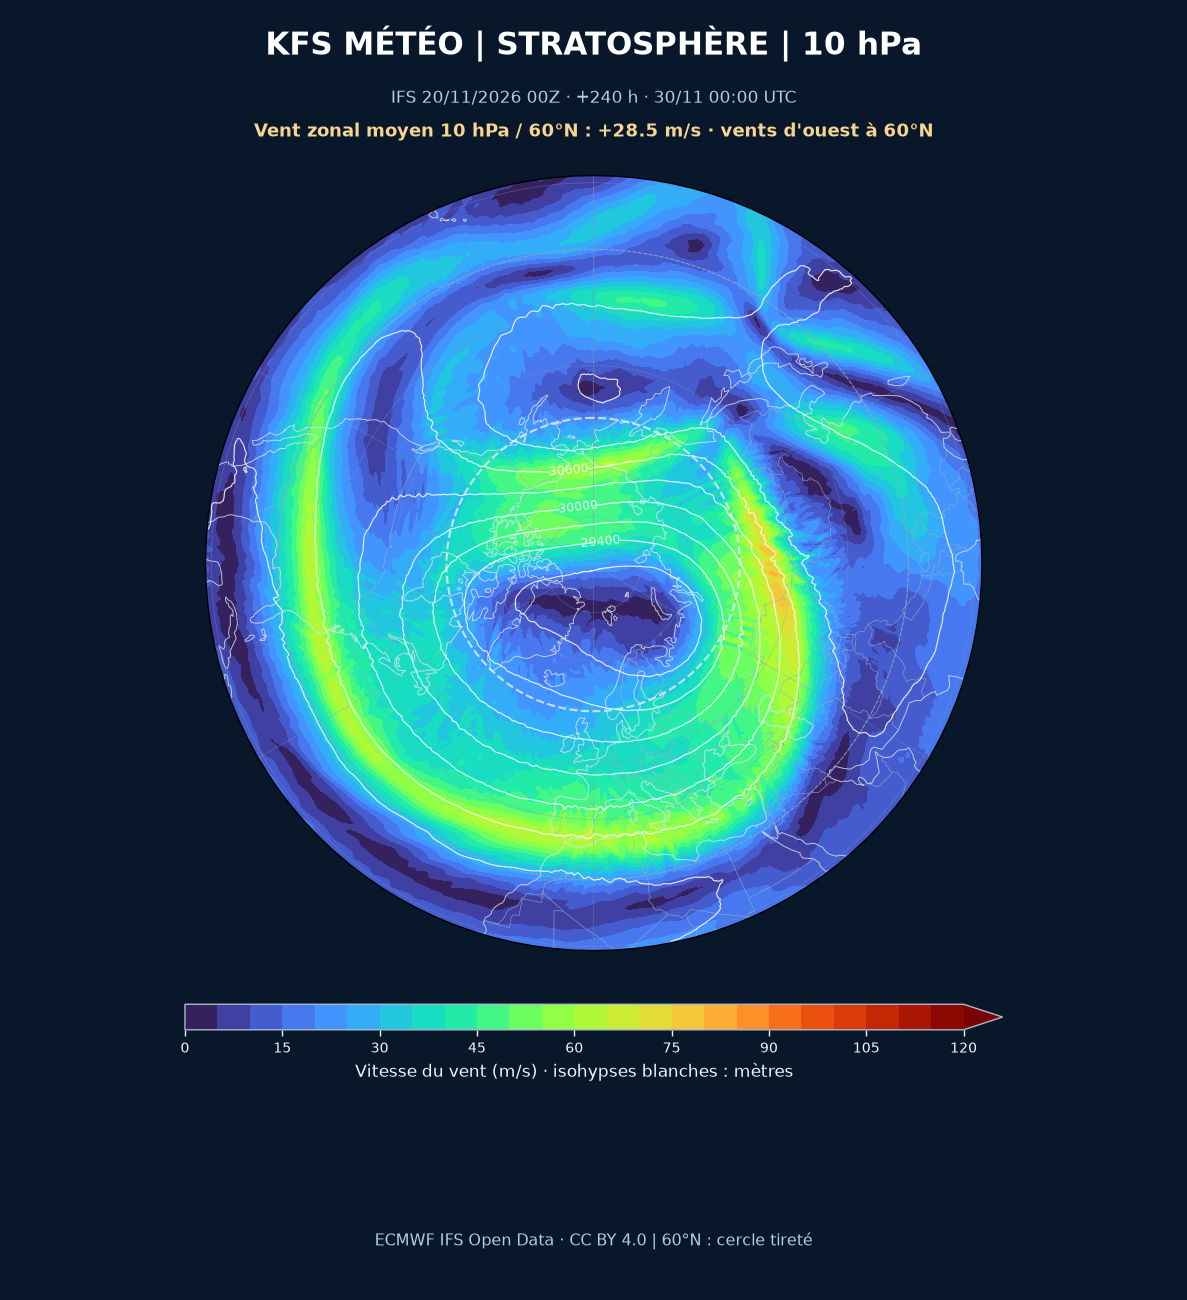 KFS MÉTÉO | STRATOSPHÈRE | 10 hPa
IFS 20/11/2026 00Z · +240 h · 30/11 00:00 UTC
Vent zonal moyen 10 hPa / 60°N : +28.5 m/s · vents d'ouest à 60°N
30600
30000
29400
0 15 30 45 60 75 90 105 120
Vitesse du vent (m/s) · isohypses blanches : mètres
ECMWF IFS Open Data · CC BY 4.0 | 60°N : cercle tireté